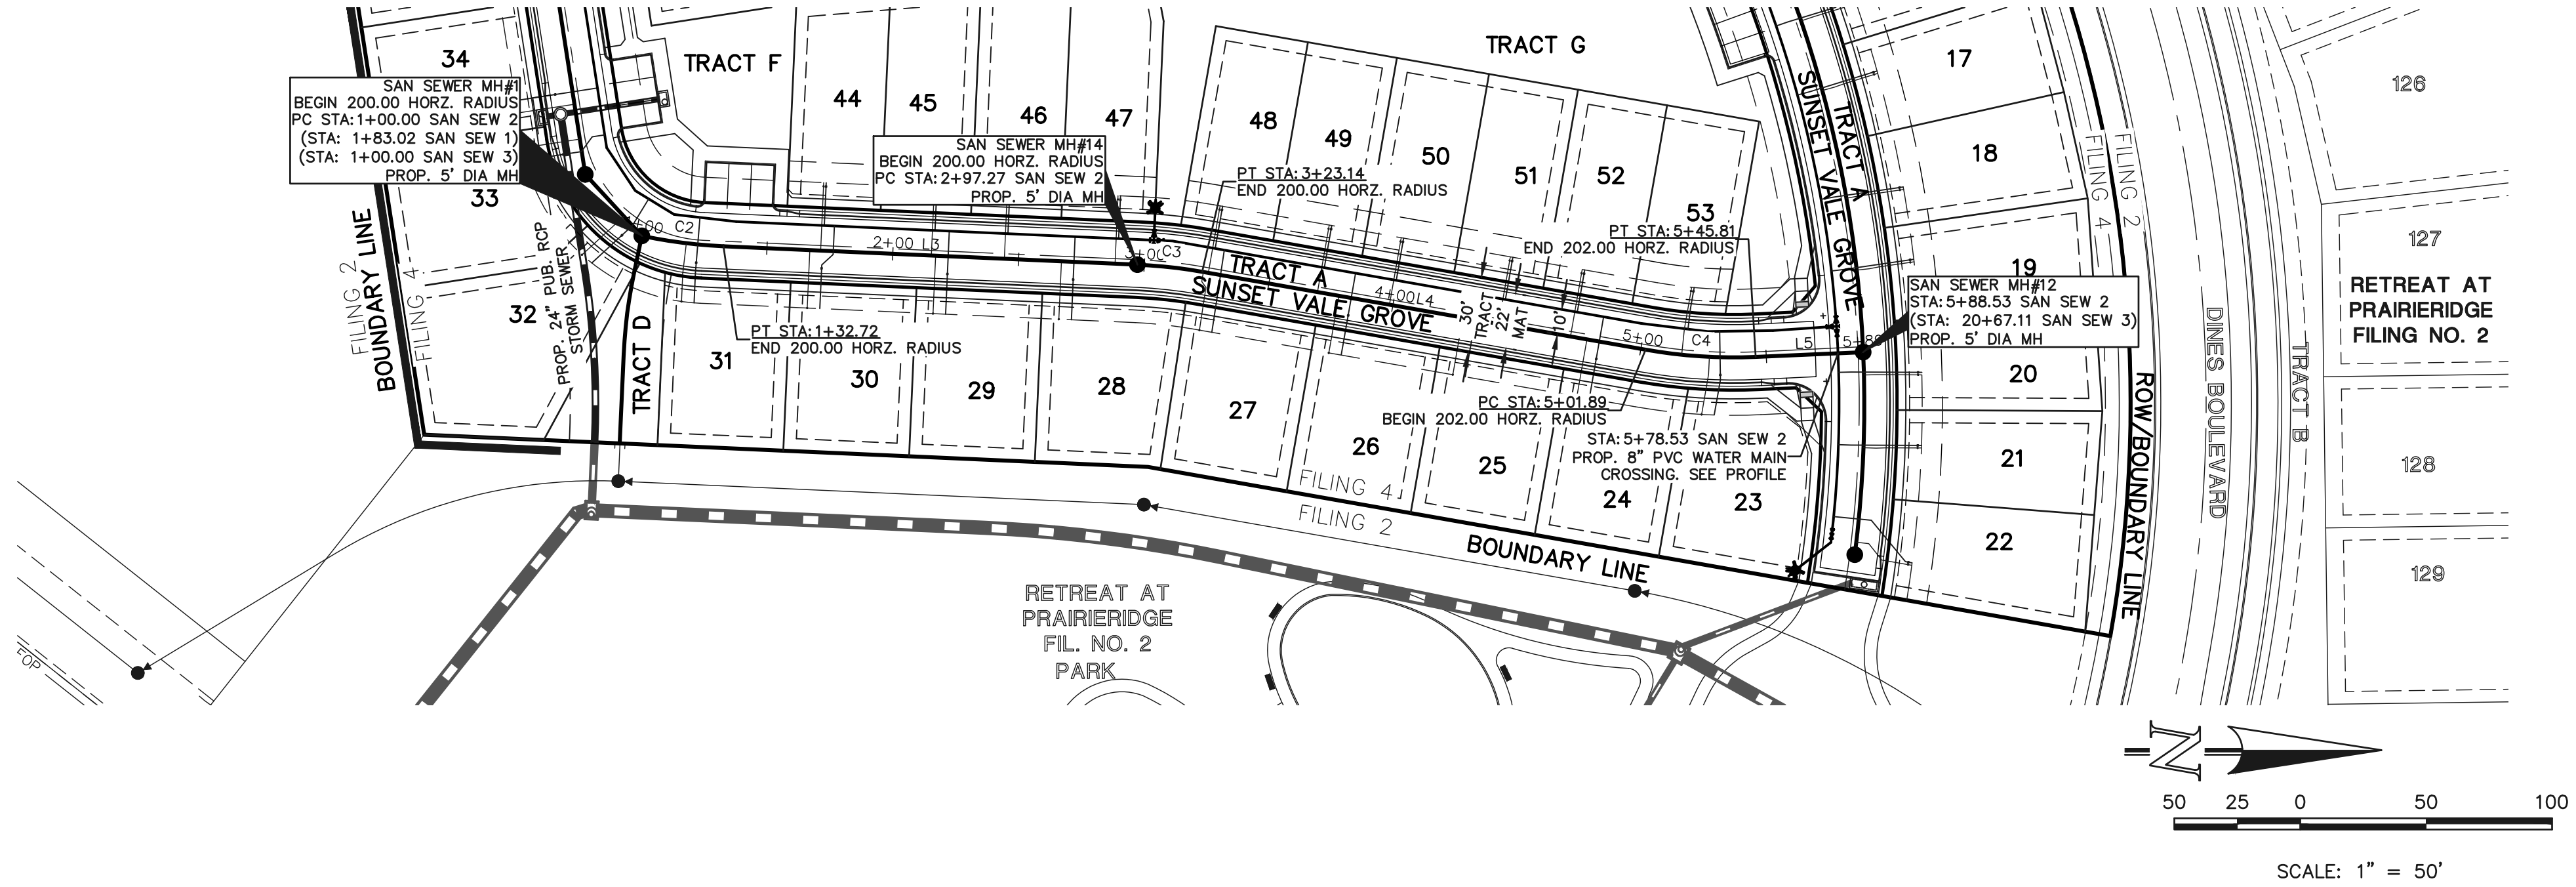 34
TRACT F
44
45
46
47
TRACT G
48
49
50
51
52
53
17
18
19
20
21
22
126
127
128
129
SAN SEWER MH#1
BEGIN 200.00 HORZ. RADIUS
PC STA:1+00.00 SAN SEW 2
(STA: 1+83.02 SAN SEW 1)
(STA: 1+00.00 SAN SEW 3)
PROP. 5' DIA MH
33
SAN SEWER MH#14
BEGIN 200.00 HORZ. RADIUS
PC STA:2+97.27 SAN SEW 2
PROP. 5' DIA MH
PT STA:3+23.14
END 200.00 HORZ. RADIUS
PT STA:5+45.81
END 202.00 HORZ. RADIUS
TRACT A
SUNSET VALE GROVE
FILING 4
FILING 2
SAN SEWER MH#12
STA:5+88.53 SAN SEW 2
(STA: 20+67.11 SAN SEW 3)
PROP. 5' DIA MH
RETREAT AT
PRAIRIERIDGE
FILING NO. 2
DINES BOULEVARD
TRACT B
ROW/BOUNDARY LINE
FILING 2
BOUNDARY LINE
FILING 4
32
PROP. 24" PUB. RCP
STORM SEWER
TRACT D
C2
2+00 L3
C3
TRACT A
SUNSET VALE GROVE
4+00 L4
30'
TRACT
22'
MAT
10'
5+00
C4
L5
PT STA:1+32.72
END 200.00 HORZ. RADIUS
31
30
29
28
27
26
25
24
23
PC STA:5+01.89
BEGIN 202.00 HORZ. RADIUS
STA:5+78.53 SAN SEW 2
PROP. 8" PVC WATER MAIN
CROSSING. SEE PROFILE
FILING 4
FILING 2
BOUNDARY LINE
RETREAT AT
PRAIRIERIDGE
FIL. NO. 2
PARK
EOP
N
50 25 0 50 100
SCALE: 1" = 50'